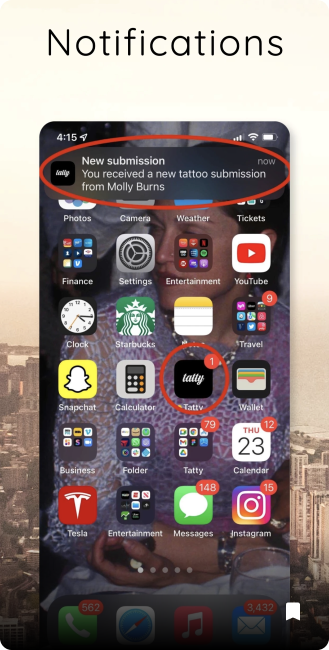 Notifications
4:15
New submission now
tatty
You received a new tattoo submission
from Molly Burns
Photos Camera Weather Tickets
Finance Settings Entertainment YouTube
9
Clock Starbucks Travel
1
tatty
Snapchat Calculator Tatty Wallet
79 THU 12
23
Business Folder Tatty Calendar
148 15
Tesla Entertainment Messages Instagram
562 3,432